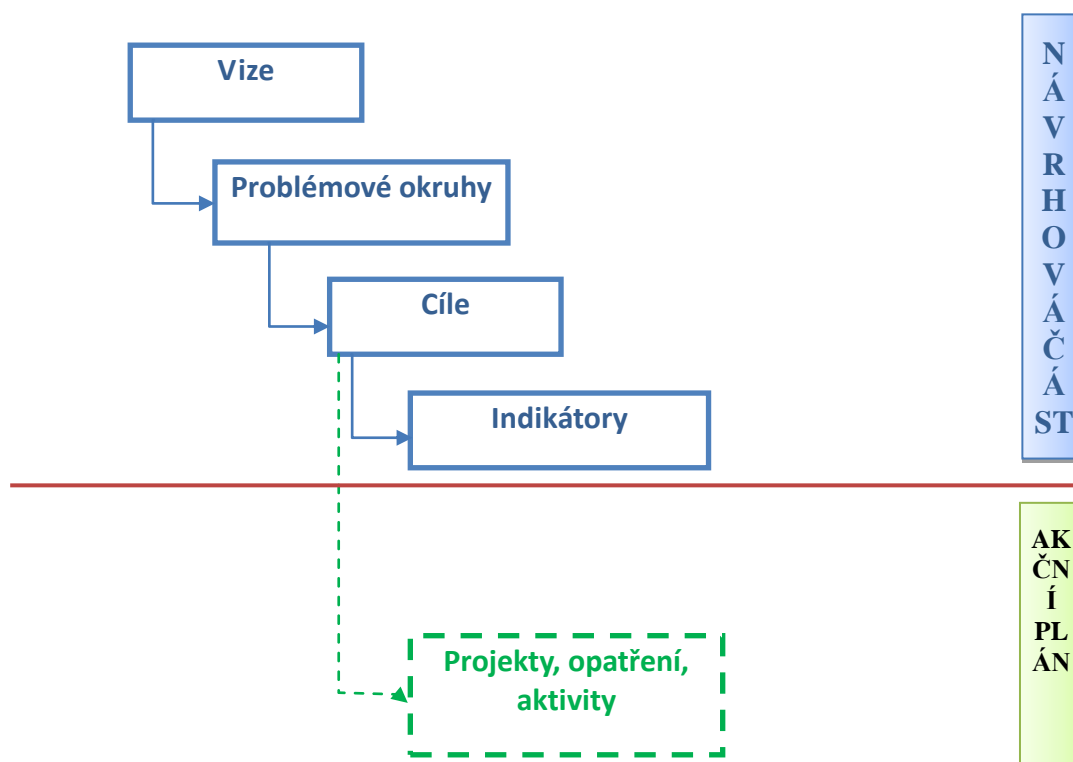 Vize
Problémové okruhy
Cíle
Indikátory
N
Á
V
R
H
O
V
Á
Č
Á
ST
Projekty, opatření,
aktivity
AK
ČN
Í
PL
ÁN